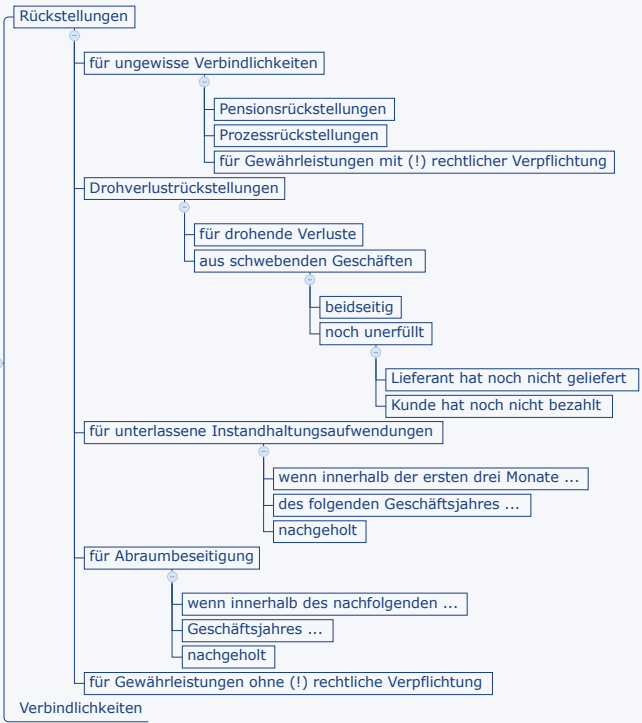 Rückstellungen
für ungewisse Verbindlichkeiten
Pensionsrückstellungen
Prozessrückstellungen
für Gewährleistungen mit (!) rechtlicher Verpflichtung
Drohverlustrückstellungen
für drohende Verluste
aus schwebenden Geschäften
beidseitig
noch unerfüllt
Lieferant hat noch nicht geliefert
Kunde hat noch nicht bezahlt
für unterlassene Instandhaltungsaufwendungen
wenn innerhalb der ersten drei Monate ...
des folgenden Geschäftsjahres ...
nachgeholt
für Abraumbeseitigung
wenn innerhalb des nachfolgenden ...
Geschäftsjahres ...
nachgeholt
für Gewährleistungen ohne (!) rechtliche Verpflichtung
Verbindlichkeiten